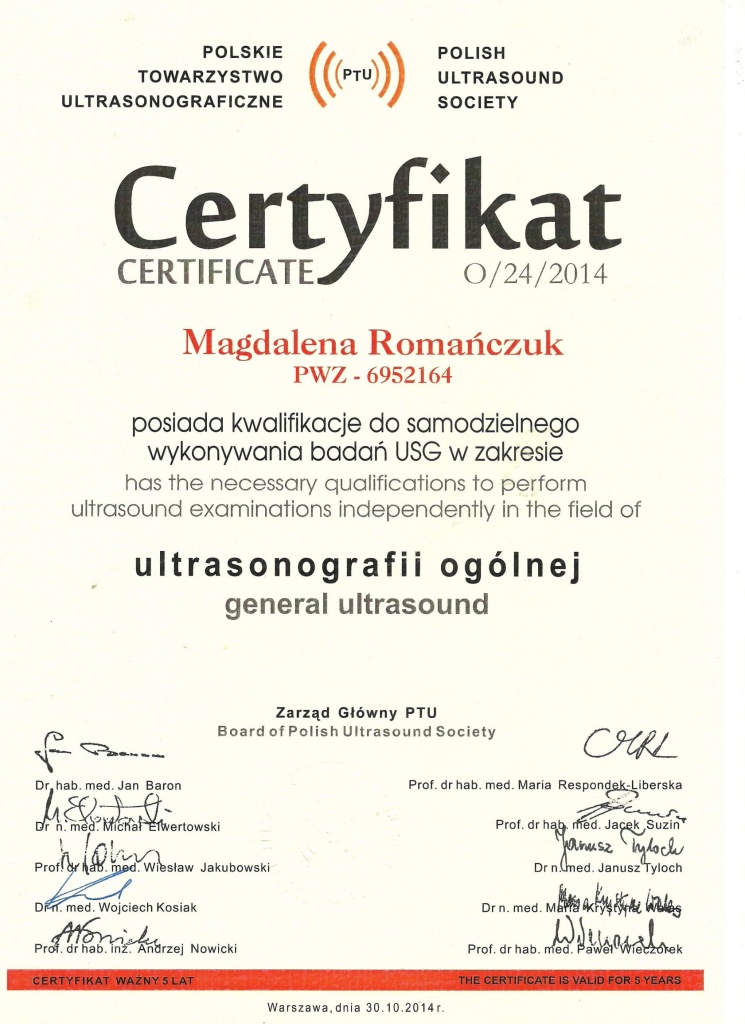 POLSKIE
TOWARZYSTWO
ULTRASONOGRAFICZNE
PTU
POLISH
ULTRASOUND
SOCIETY
Certyfikat
CERTIFICATE
O/24/2014
Magdalena Romańczuk
PWZ - 6952164
posiada kwalifikacje do samodzielnego
wykonywania badań USG w zakresie
has the necessary qualifications to perform
ultrasound examinations independently in the field of
ultrasonografii ogólnej
general ultrasound
Zarząd Główny PTU
Board of Polish Ultrasound Society
Dr hab. med. Jan Baron
Dr n. med. Michał Elwertowski
Prof. dr hab. med. Wiesław Jakubowski
Dr n. med. Wojciech Kosiak
Prof. dr hab. inż. Andrzej Nowicki
Prof. dr hab. med. Maria Respondek-Liberska
Prof. dr hab. med. Jacek Suzin
Janusz Tyloch
Dr n. med. Janusz Tyloch
Dr n. med. Maria Krystyna Walas
Prof. dr hab. med. Paweł Wieczorek
CERTYFIKAT WAŻNY 5 LAT
THE CERTIFICATE IS VALID FOR 5 YEARS
Warszawa, dnia 30.10.2014 r.